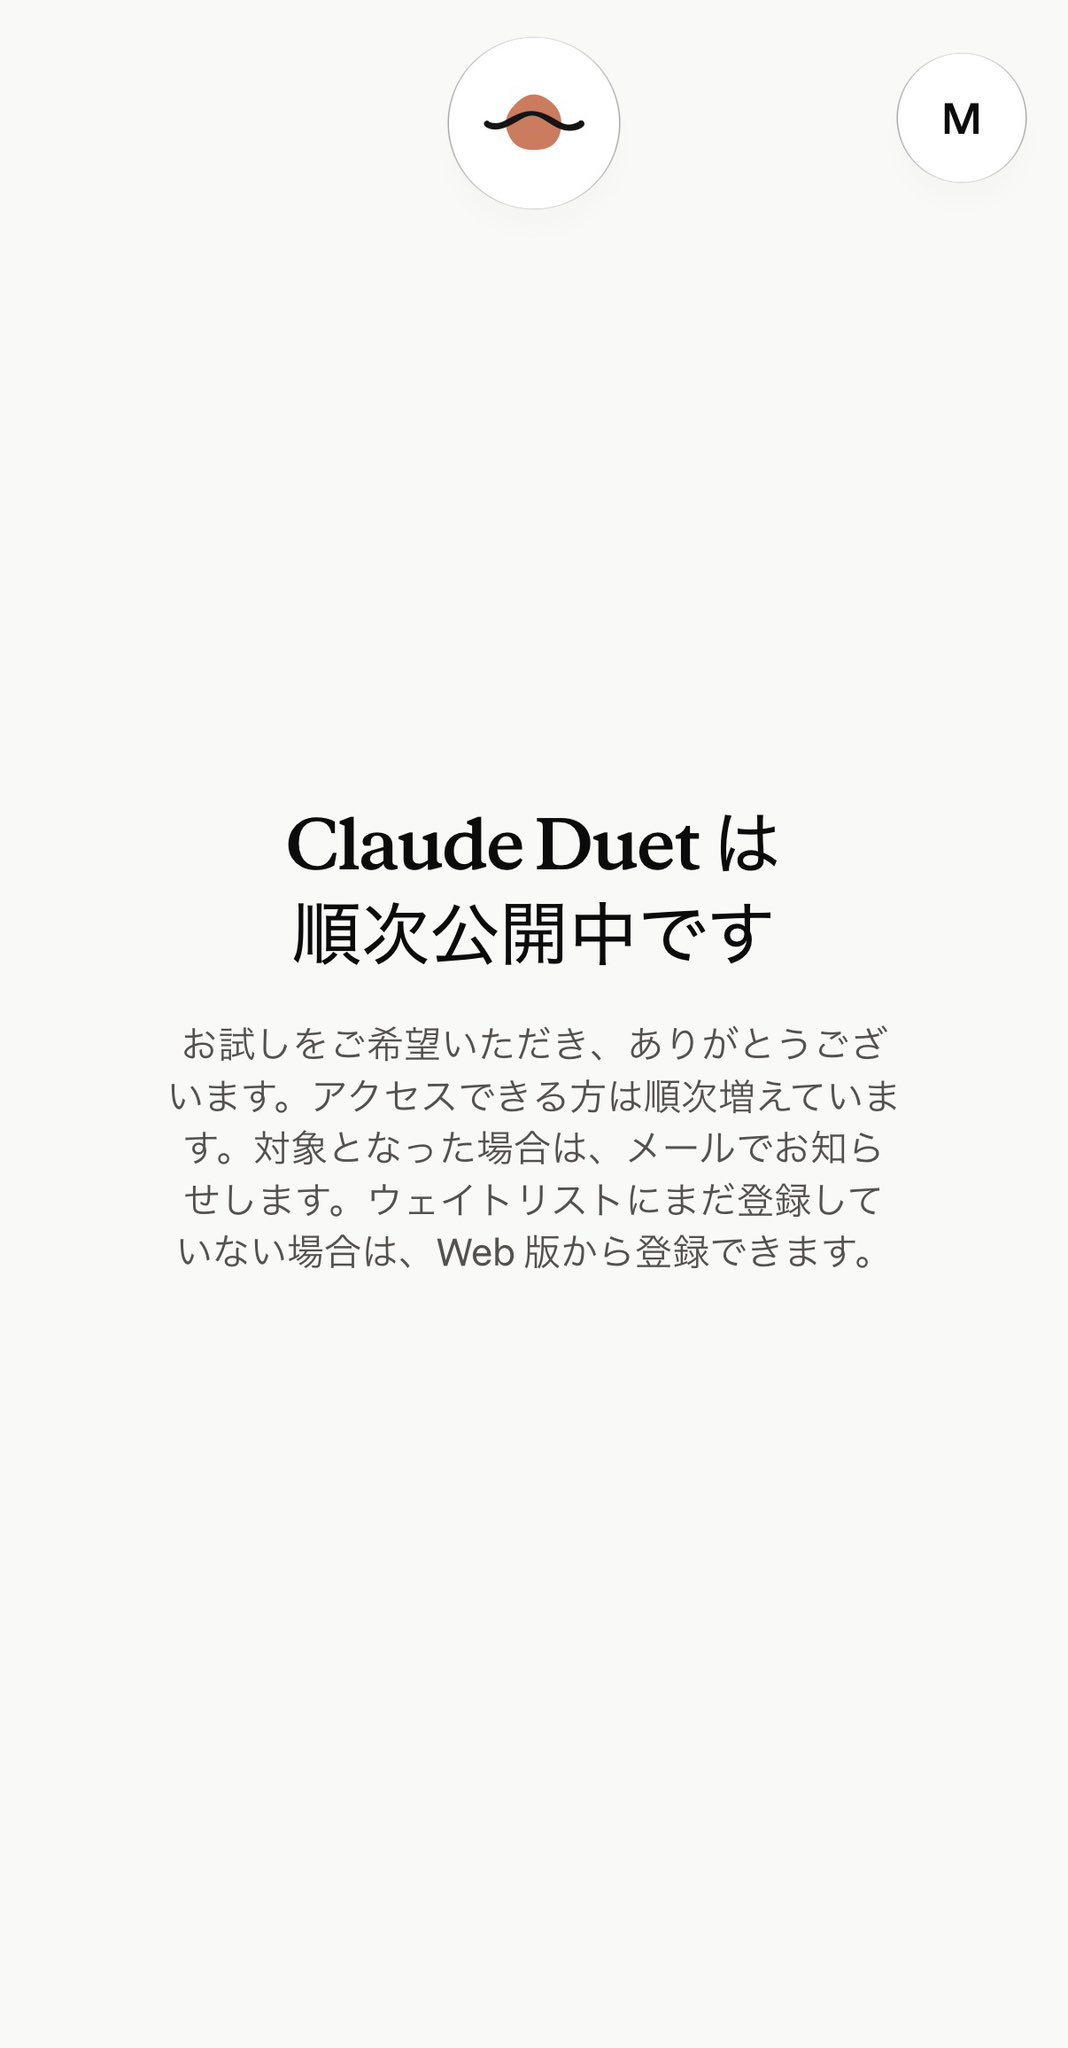 M
Claude Duet は
順次公開中です
お試しをご希望いただき、ありがとうござ
います。アクセスできる方は順次増えていま
す。対象となった場合は、メールでお知ら
せします。ウェイトリストにまだ登録して
いない場合は、Web 版から登録できます。